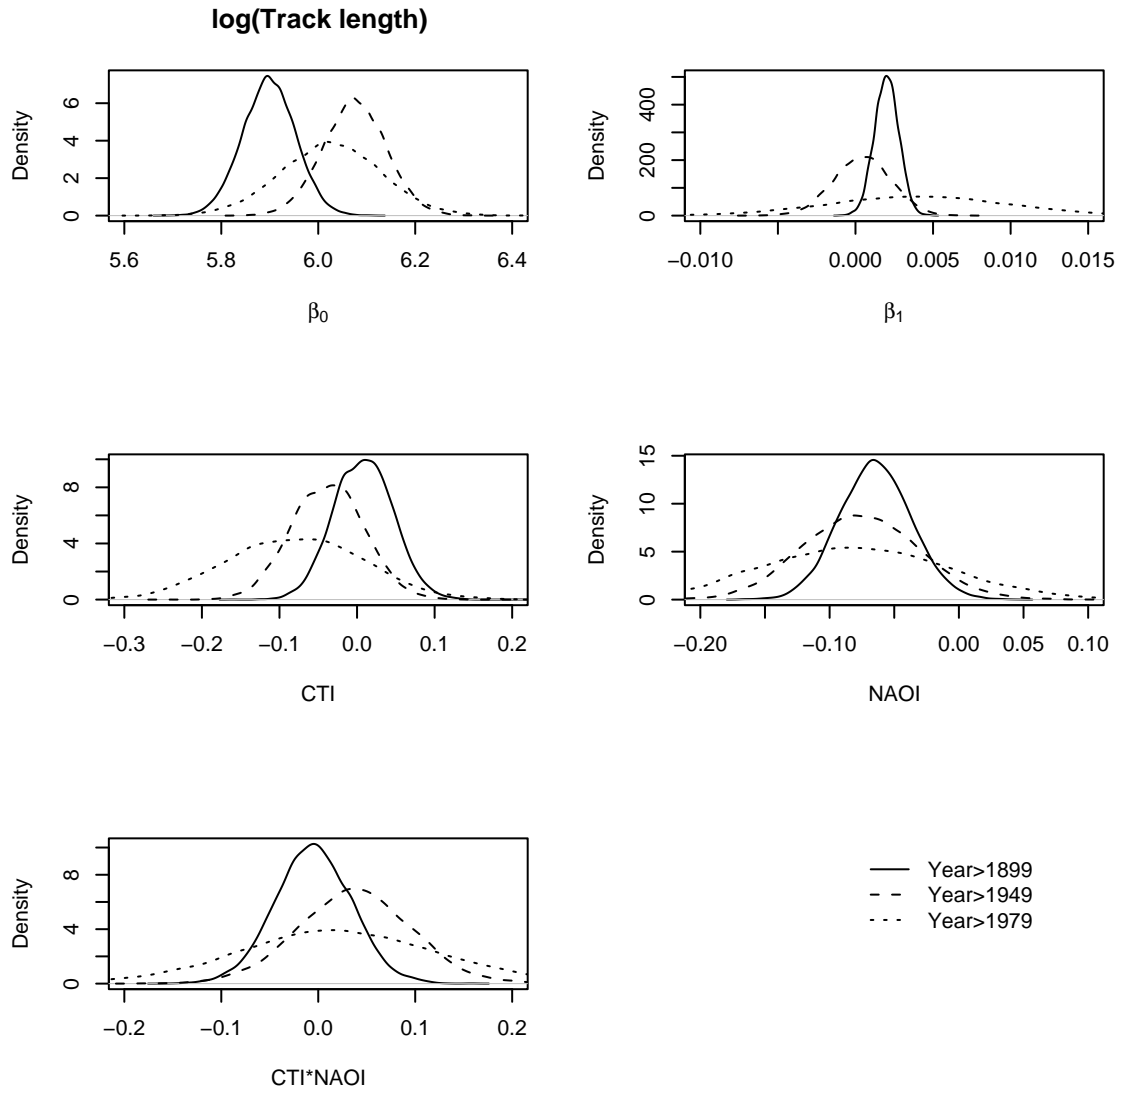 log(Track length)
Density
0 2 4 6
5.6 5.8 6.0 6.2 6.4
β0
Density
0 200 400
−0.010 0.000 0.005 0.010 0.015
β1
Density
0 4 8
−0.3 −0.2 −0.1 0.0 0.1 0.2
CTI
Density
0 5 10 15
−0.20 −0.10 0.00 0.05 0.10
NAOI
Density
0 4 8
−0.2 −0.1 0.0 0.1 0.2
CTI*NAOI
Year>1899
Year>1949
Year>1979